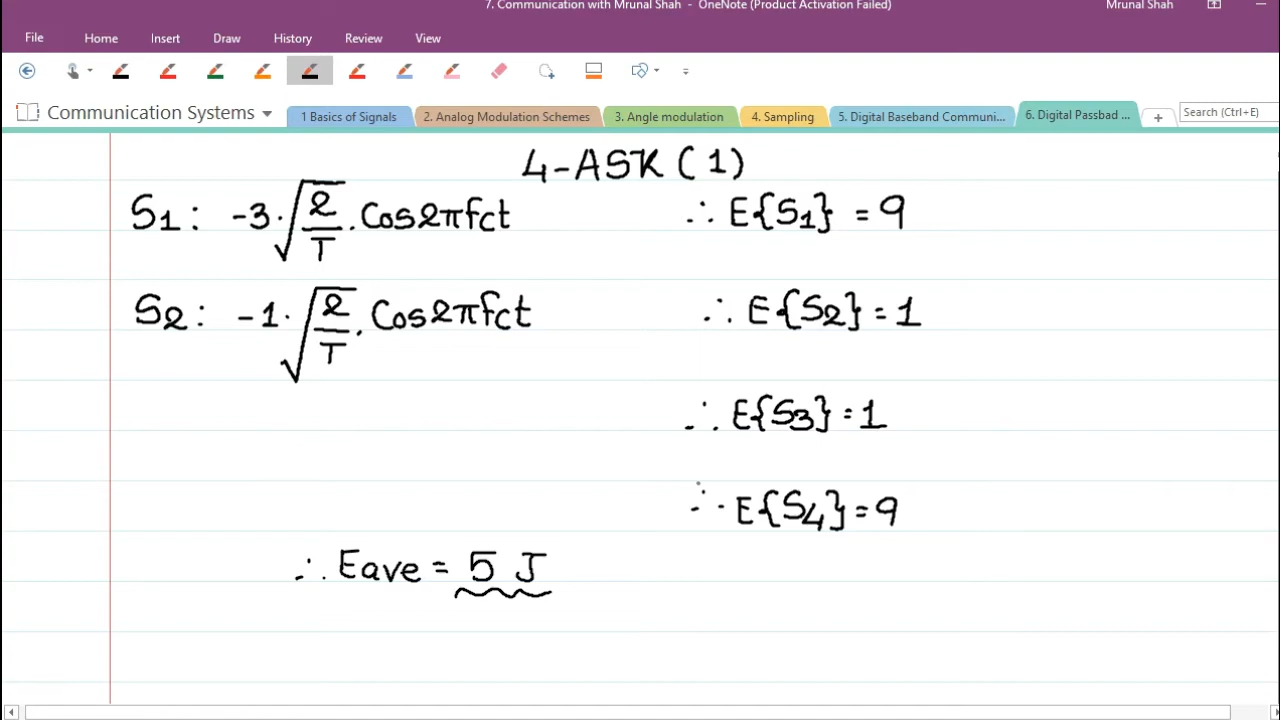 7. Communication with Mrunal Shah - OneNote (Product Activation Failed) Mrunal Shah
File Home Insert Draw History Review View
Communication Systems 1 Basics of Signals 2. Analog Modulation Schemes 3. Angle modulation 4. Sampling 5. Digital Baseband Communi... 6. Digital Passbad ... + Search (Ctrl+E)
4-ASK (1)
S1 : -3·√(2/T) . Cos2πfct ∴ E{S1} = 9
S2 : -1·√(2/T) . Cos2πfct ∴ E{S2} = 1
∴ E{S3} = 1
∴ E{S4} = 9
∴ Eave = 5 J